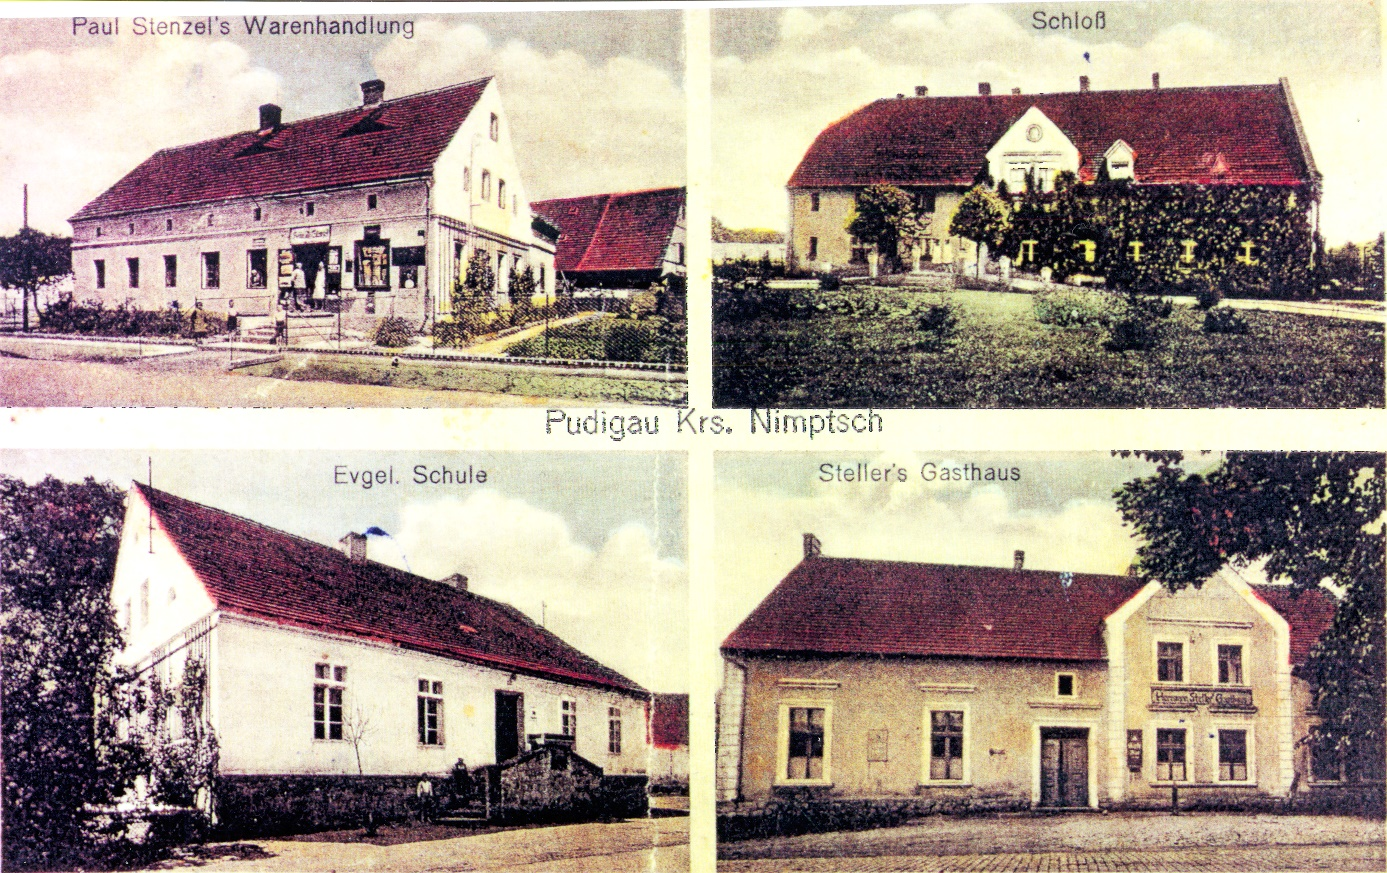 Paul Stenzel's Warenhandlung
Schloß
Pudigau Krs. Nimptsch
Evgel. Schule
Steller's Gasthaus